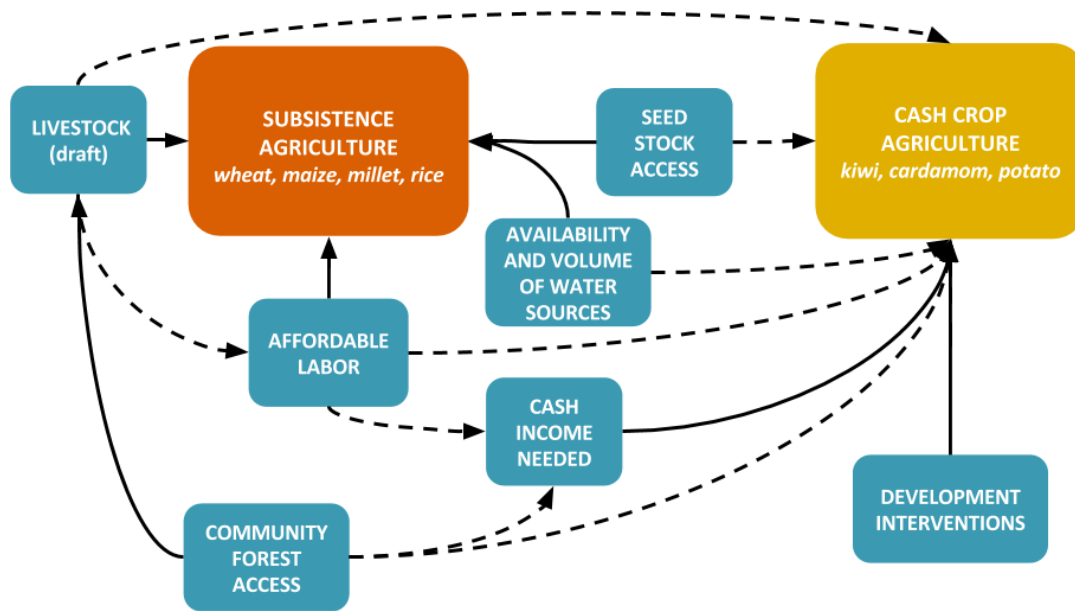 LIVESTOCK
(draft)
SUBSISTENCE
AGRICULTURE
wheat, maize, millet, rice
SEED
STOCK
ACCESS
CASH CROP
AGRICULTURE
kiwi, cardamom, potato
AVAILABILITY
AND VOLUME
OF WATER
SOURCES
AFFORDABLE
LABOR
CASH
INCOME
NEEDED
DEVELOPMENT
INTERVENTIONS
COMMUNITY
FOREST
ACCESS